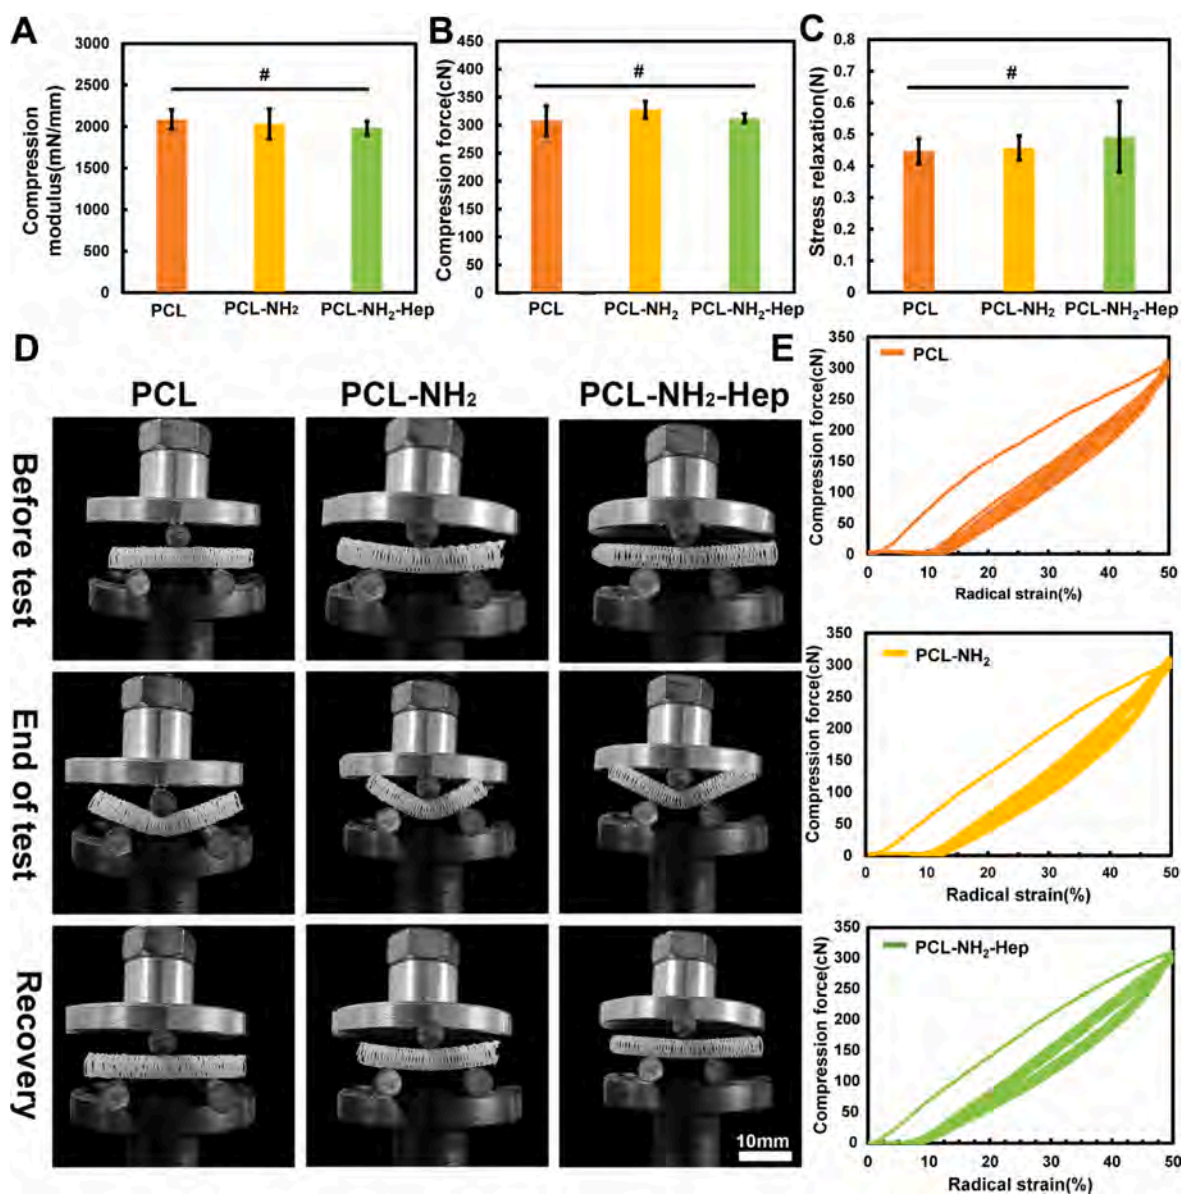 A
Compression
modulus(mN/mm)
3000
2500
2000
1500
1000
500
0
#
PCL
PCL-NH2
PCL-NH2-Hep
B
Compression force(cN)
450
400
350
300
250
200
150
100
50
0
#
PCL
PCL-NH2
PCL-NH2-Hep
C
Stress relaxation(N)
0.8
0.7
0.6
0.5
0.4
0.3
0.2
0.1
0
#
PCL
PCL-NH2
PCL-NH2-Hep
D
PCL
PCL-NH2
PCL-NH2-Hep
Before test
End of test
Recovery
10mm
E
Compression force(cN)
350
300
250
200
150
100
50
0
PCL
0 10 20 30 40 50
Radical strain(%)
Compression force(cN)
350
300
250
200
150
100
50
0
PCL-NH2
0 10 20 30 40 50
Radical strain(%)
Compression force(cN)
350
300
250
200
150
100
50
0
PCL-NH2-Hep
0 10 20 30 40 50
Radical strain(%)